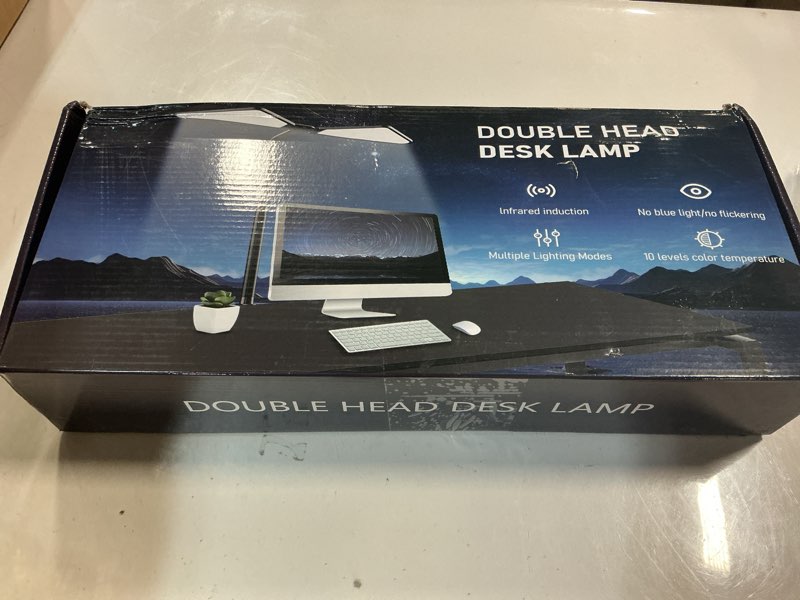 DOUBLE HEAD
DESK LAMP
Infrared induction
No blue light/no flickering
Multiple Lighting Modes
10 levels color temperature
DOUBLE HEAD DESK LAMP